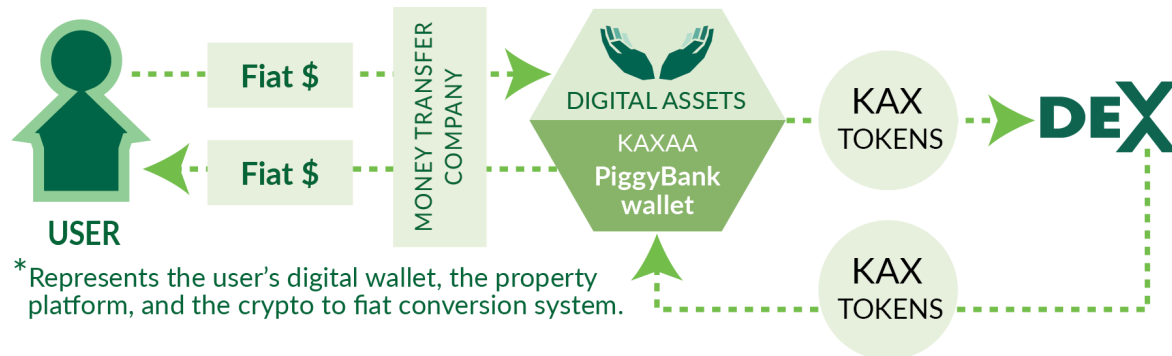 USER
Fiat $
Fiat $
MONEY TRANSFER
COMPANY
DIGITAL ASSETS
KAXAA
PiggyBank
wallet
KAX
TOKENS
DEX
KAX
TOKENS
*Represents the user’s digital wallet, the property
platform, and the crypto to fiat conversion system.